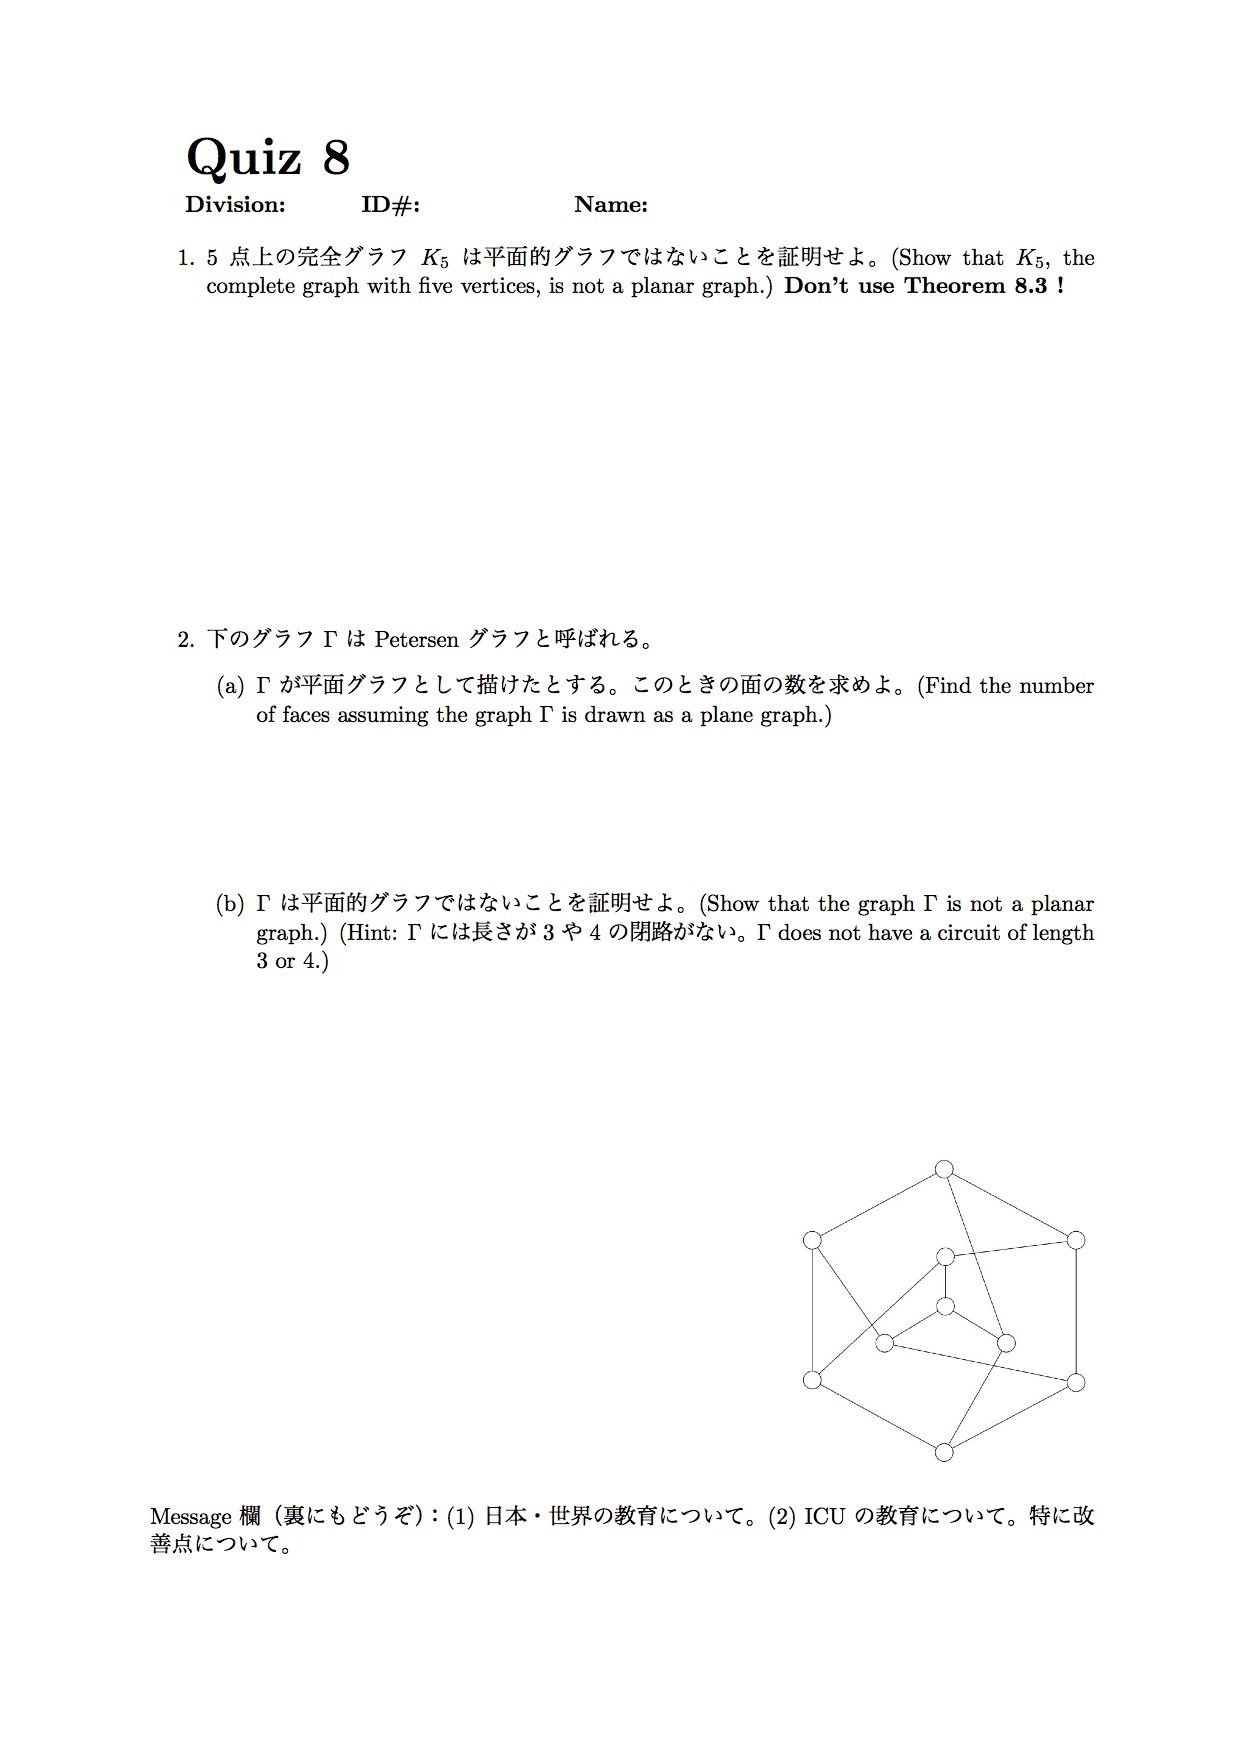 Quiz 8
Division: ID#: Name:
1. 5 点上の完全グラフ K5 は平面的グラフではないことを証明せよ。(Show that K5, the
complete graph with five vertices, is not a planar graph.) Don't use Theorem 8.3 !
2. 下のグラフ Γ は Petersen グラフと呼ばれる。
(a) Γ が平面グラフとして描けたとする。このときの面の数を求めよ。(Find the number
of faces assuming the graph Γ is drawn as a plane graph.)
(b) Γ は平面的グラフではないことを証明せよ。(Show that the graph Γ is not a planar
graph.) (Hint: Γ には長さが 3 や 4 の閉路がない。Γ does not have a circuit of length
3 or 4.)
Message 欄（裏にもどうぞ）：(1) 日本・世界の教育について。(2) ICU の教育について。特に改
善点について。